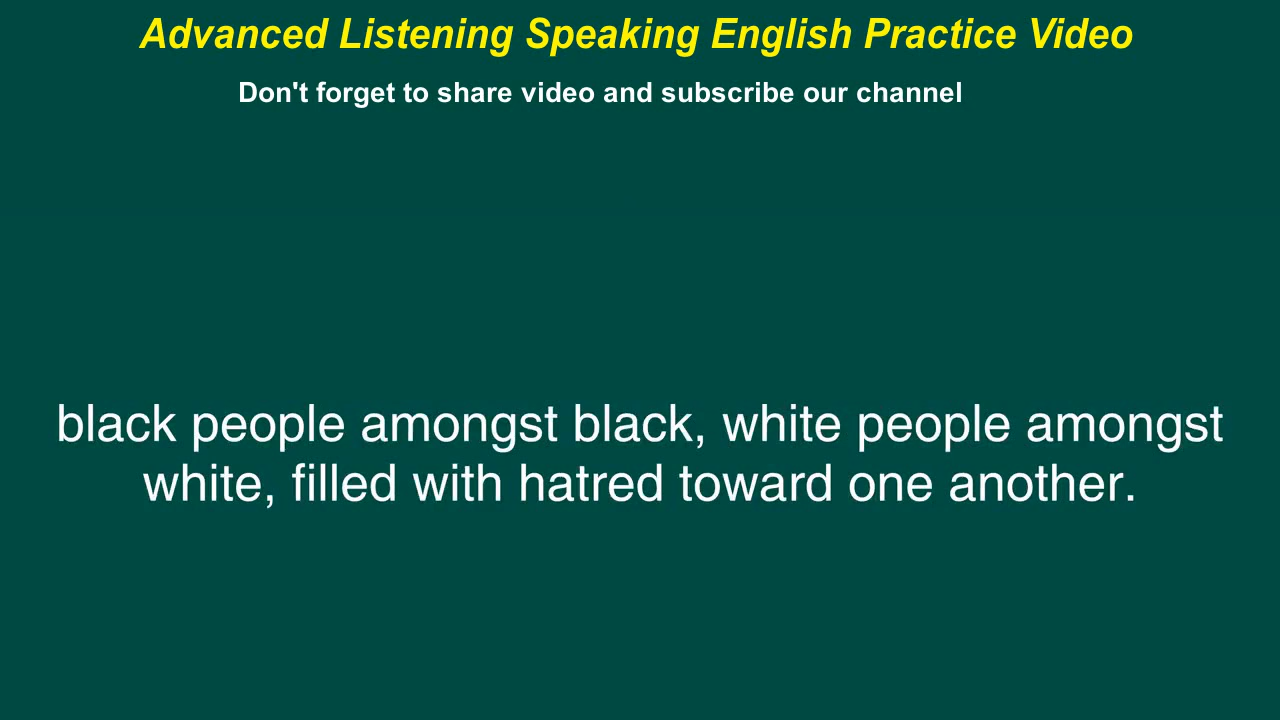 Advanced Listening Speaking English Practice Video
Don't forget to share video and subscribe our channel
black people amongst black, white people amongst
white, filled with hatred toward one another.